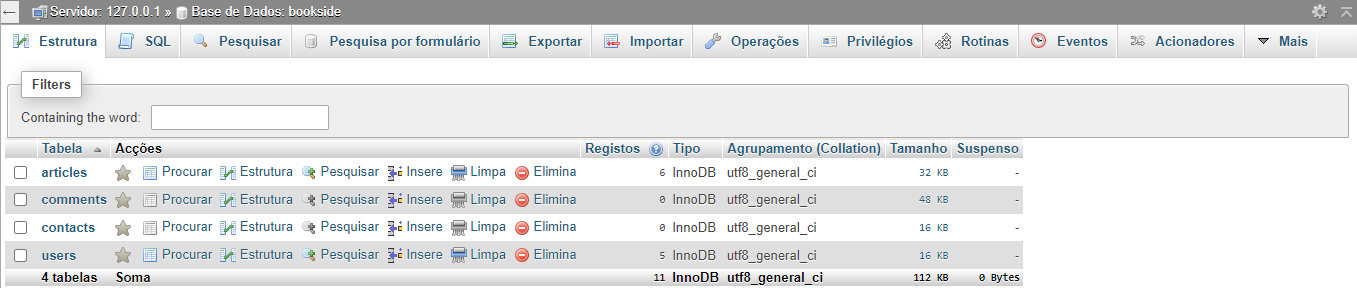 Servidor: 127.0.0.1 » Base de Dados: bookside
Estrutura SQL Pesquisar Pesquisa por formulário Exportar Importar Operações Privilégios Rotinas Eventos Acionadores Mais
Filters
Containing the word:
Tabela Acções Registos Tipo Agrupamento (Collation) Tamanho Suspenso
articles Procurar Estrutura Pesquisar Insere Limpa Elimina 6 InnoDB utf8_general_ci 32 KB -
comments Procurar Estrutura Pesquisar Insere Limpa Elimina 0 InnoDB utf8_general_ci 48 KB -
contacts Procurar Estrutura Pesquisar Insere Limpa Elimina 0 InnoDB utf8_general_ci 16 KB -
users Procurar Estrutura Pesquisar Insere Limpa Elimina 5 InnoDB utf8_general_ci 16 KB -
4 tabelas Soma 11 InnoDB utf8_general_ci 112 KB 0 Bytes